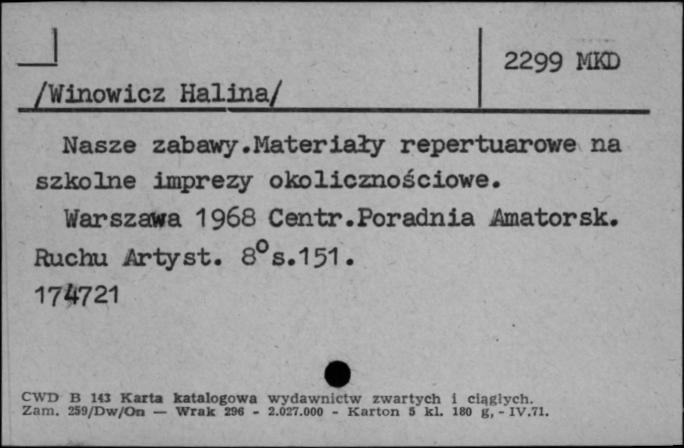 2299 MKD
/Winowicz Halina/
Nasze zabawy.Materiały repertuarowe na
szkolne imprezy okolicznościowe.
Warszawa 1968 Centr.Poradnia Amatorsk.
Ruchu Artyst. 8°s.151.
174721
CWD B 143 Karta katalogowa wydawnictw zwartych i ciągłych.
Zam. 259/Dw/On — Wrak 296 - 2.027.000 - Karton 5 kl. 180 g, - IV.71.